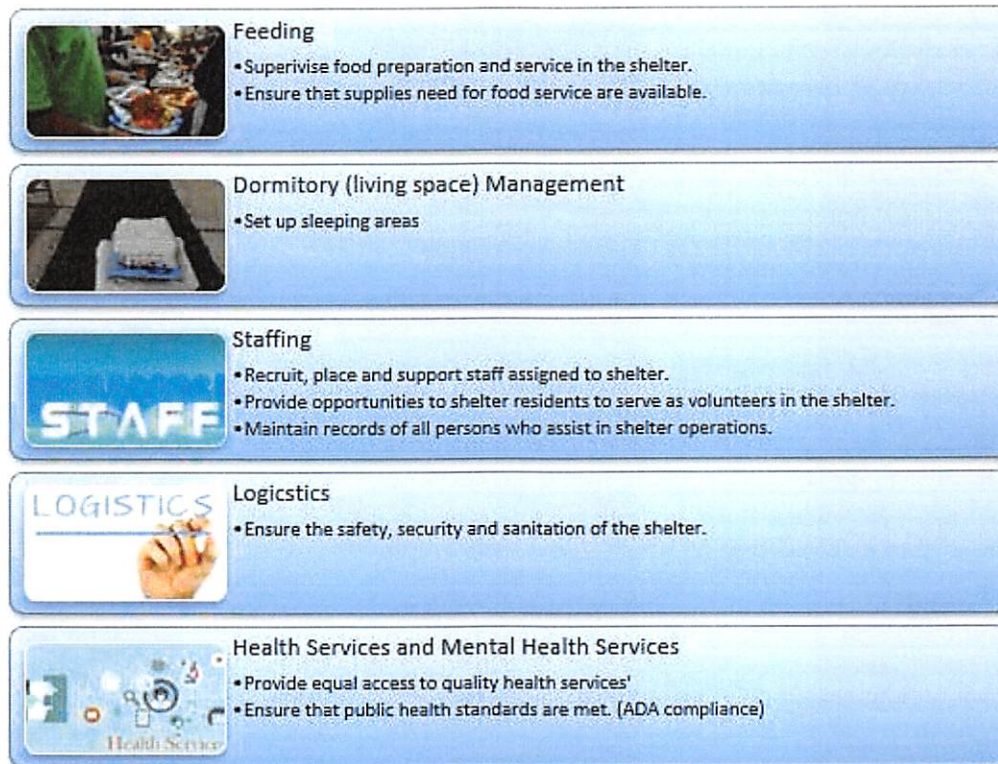 Feeding
•Superivise food preparation and service in the shelter.
•Ensure that supplies need for food service are available.
Dormitory (living space) Management
•Set up sleeping areas
Staffing
•Recruit, place and support staff assigned to shelter.
•Provide opportunities to shelter residents to serve as volunteers in the shelter.
•Maintain records of all persons who assist in shelter operations.
STAFF
Logicstics
•Ensure the safety, security and sanitation of the shelter.
LOGISTICS
Health Services and Mental Health Services
•Provide equal access to quality health services'
•Ensure that public health standards are met. (ADA compliance)
Health Service